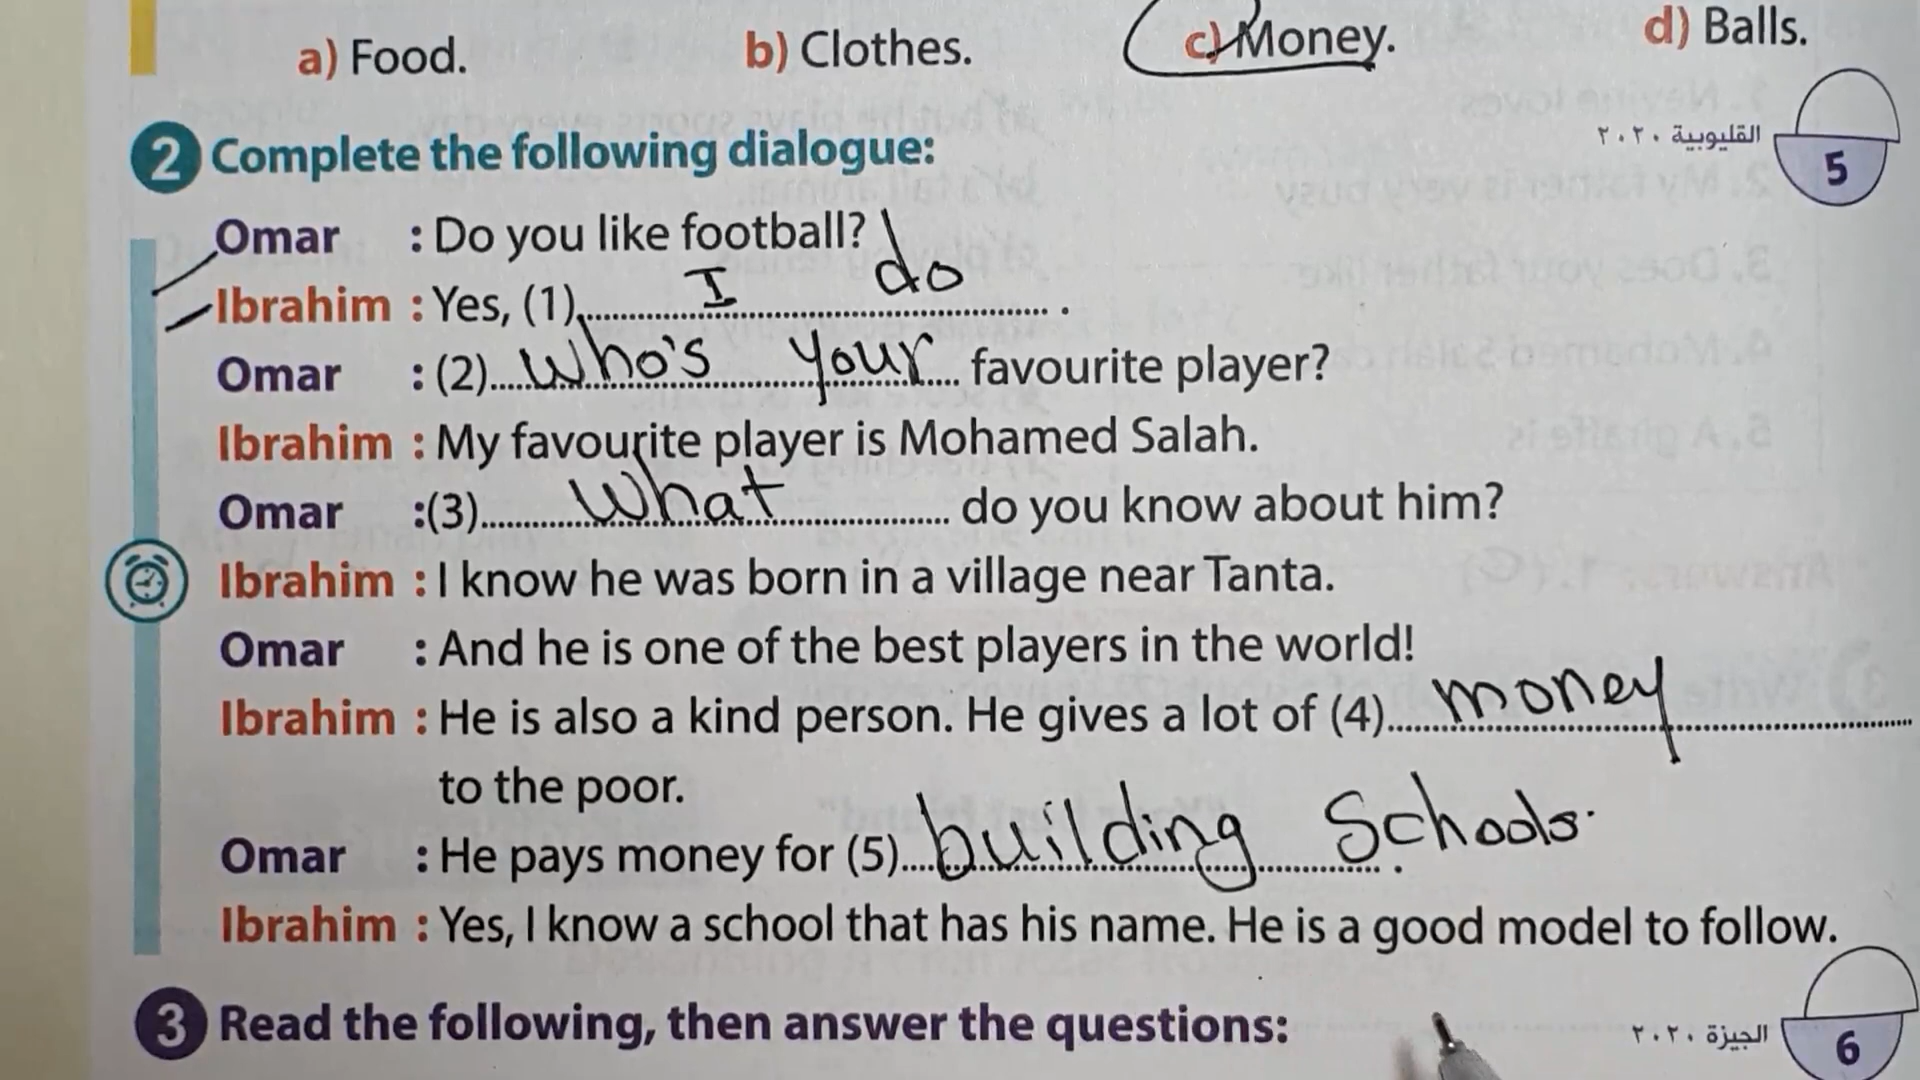 a) Food. b) Clothes. c) Money. d) Balls.
2 Complete the following dialogue: القليوبية ٢٠٢٠ 5
Omar : Do you like football?
Ibrahim : Yes, (1) I do .
Omar : (2) Who's your favourite player?
Ibrahim : My favourite player is Mohamed Salah.
Omar :(3) What do you know about him?
Ibrahim : I know he was born in a village near Tanta.
Omar : And he is one of the best players in the world!
Ibrahim : He is also a kind person. He gives a lot of (4) money
to the poor.
Omar : He pays money for (5) building Schools.
Ibrahim : Yes, I know a school that has his name. He is a good model to follow.
3 Read the following, then answer the questions: الجيزة ٢٠٢٠ 6